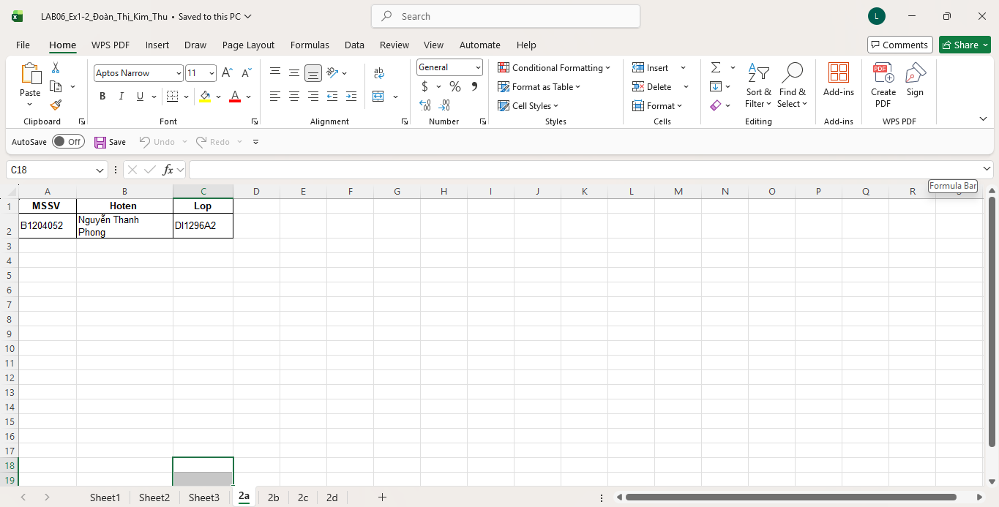 LAB06_Ex1-2_Đoàn_Thị_Kim_Thu • Saved to this PC
Search
L
File Home WPS PDF Insert Draw Page Layout Formulas Data Review View Automate Help
Comments Share
Paste
Clipboard
Aptos Narrow 11
B I U A
Font
ab
Alignment
General
$ % 9
Number
Conditional Formatting
Format as Table
Cell Styles
Styles
Insert
Delete
Format
Cells
Sort & Filter
Find & Select
Editing
Add-ins
Add-ins
Create PDF
Sign
WPS PDF
AutoSave Off Save Undo Redo
C18 fx
Formula Bar
A B C D E F G H I J K L M N O P Q R
1 MSSV Hoten Lop
2 B1204052 Nguyễn Thanh Phong DI1296A2
3
4
5
6
7
8
9
10
11
12
13
14
15
16
17
18
19
Sheet1 Sheet2 Sheet3 2a 2b 2c 2d